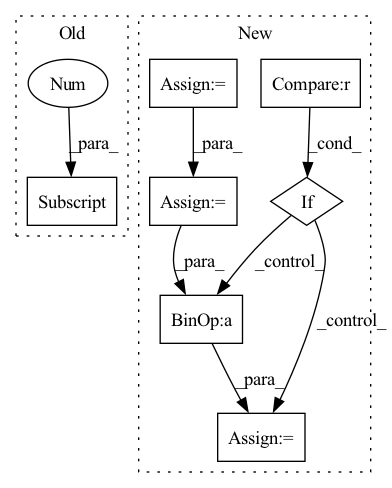 Old
New
Num
Assign:=
Compare:r
_para_
_para_
_cond_
Subscript
Assign:=
If
_para_
_control_
_control_
BinOp:a
_para_
Assign:=